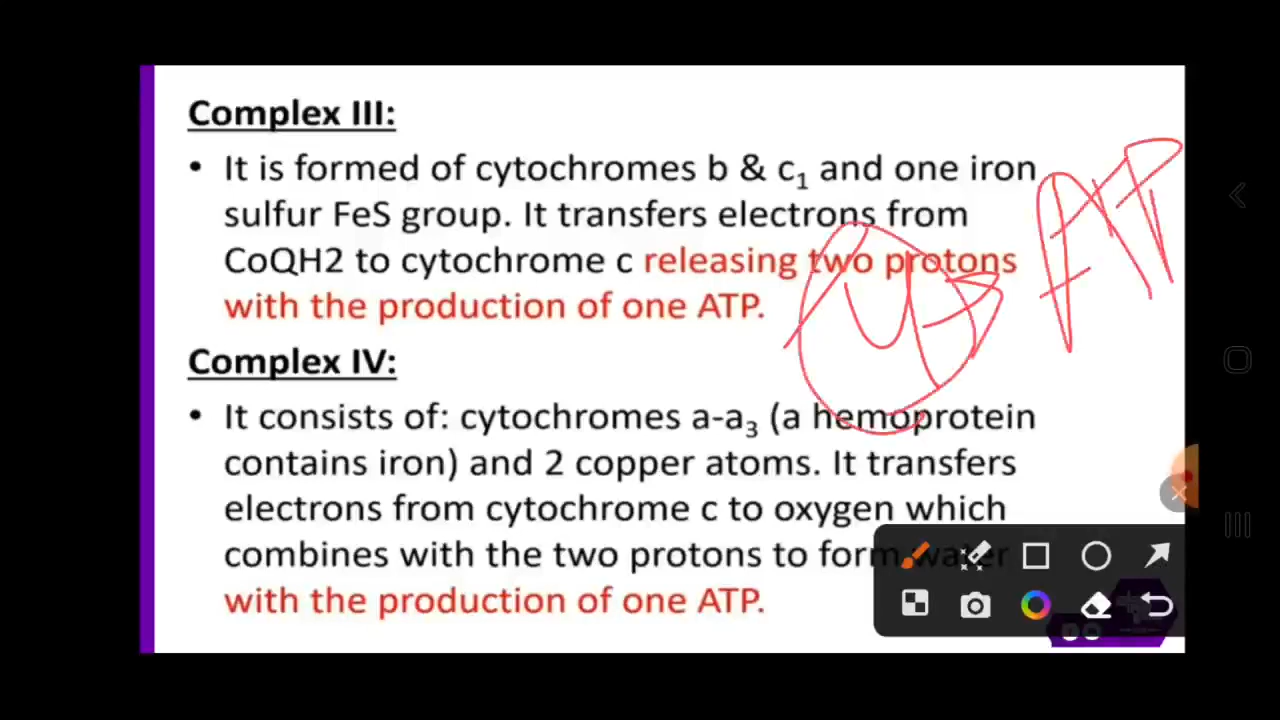 Complex III:
• It is formed of cytochromes b & c₁ and one iron
sulfur FeS group. It transfers electrons from
CoQH2 to cytochrome c releasing two protons
with the production of one ATP.
ATP
Complex IV:
• It consists of: cytochromes a-a₃ (a hemoprotein
contains iron) and 2 copper atoms. It transfers
electrons from cytochrome c to oxygen which
combines with the two protons to form water
with the production of one ATP.